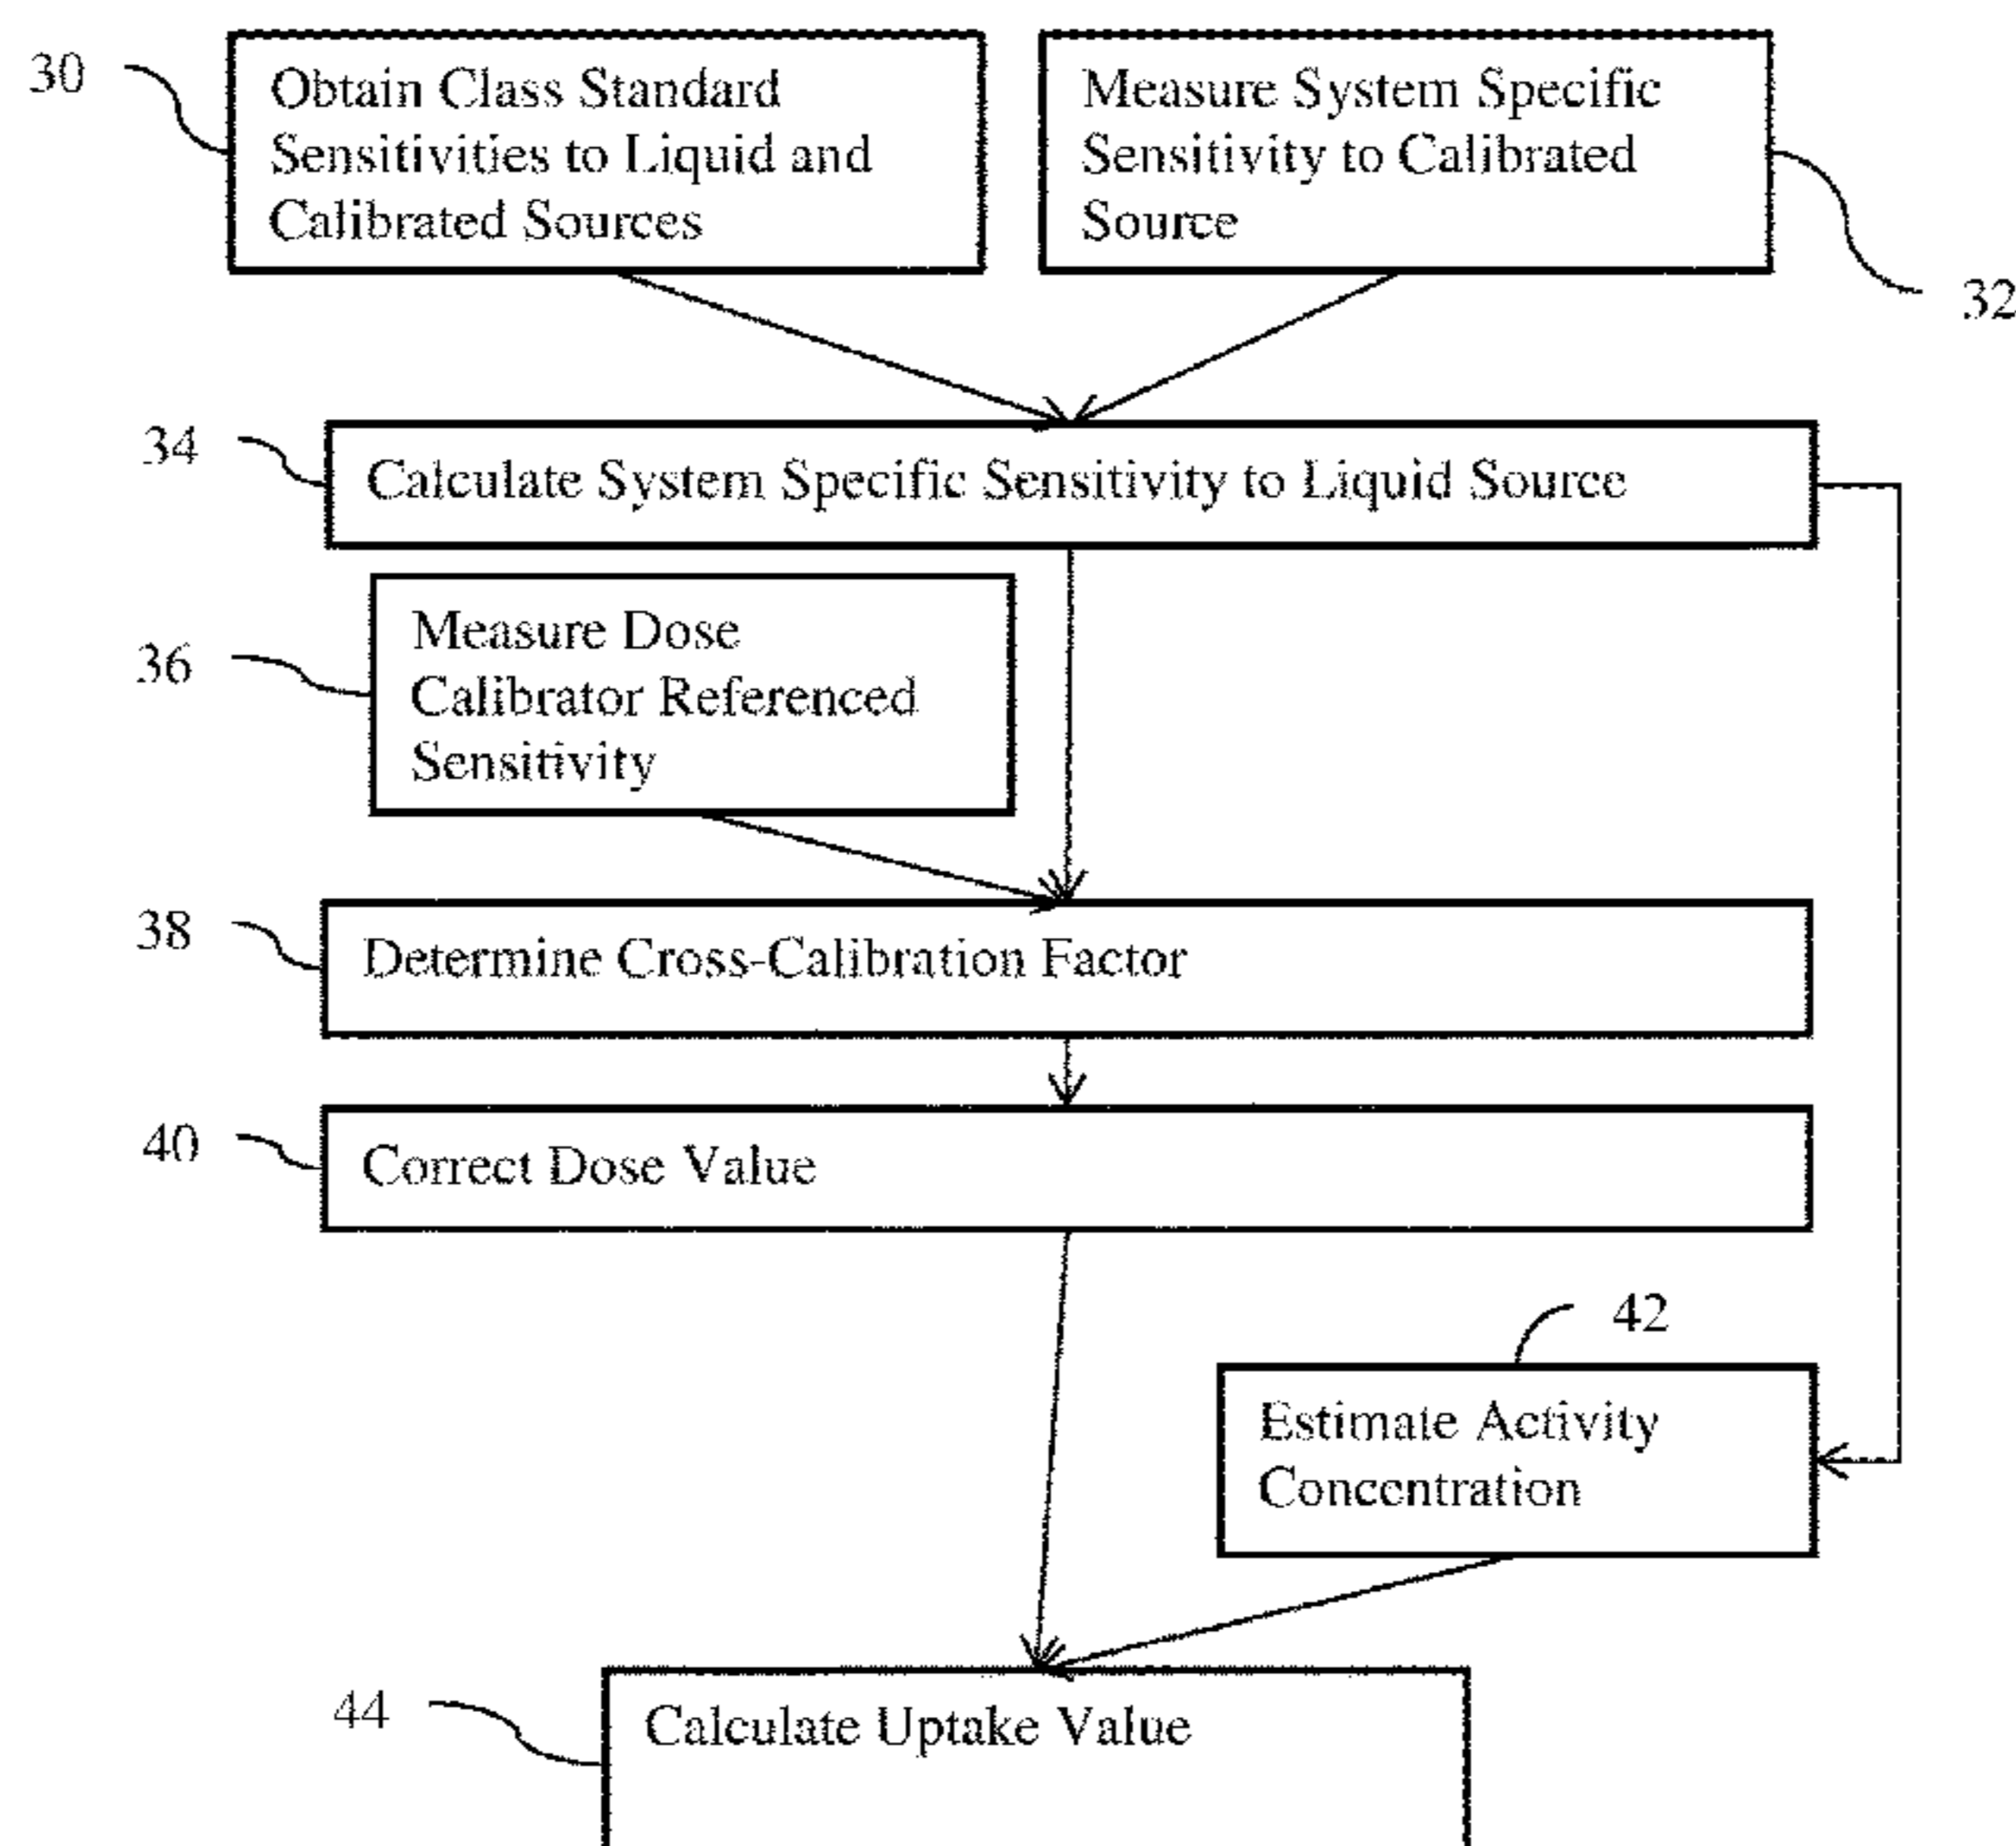 30
Obtain Class Standard
Sensitivities to Liquid and
Calibrated Sources
Measure System Specific
Sensitivity to Calibrated
Source
32
34
Calculate System Specific Sensitivity to Liquid Source
36
Measure Dose
Calibrator Referenced
Sensitivity
38
Determine Cross-Calibration Factor
40
Correct Dose Value
42
Estimate Activity
Concentration
44
Calculate Uptake Value